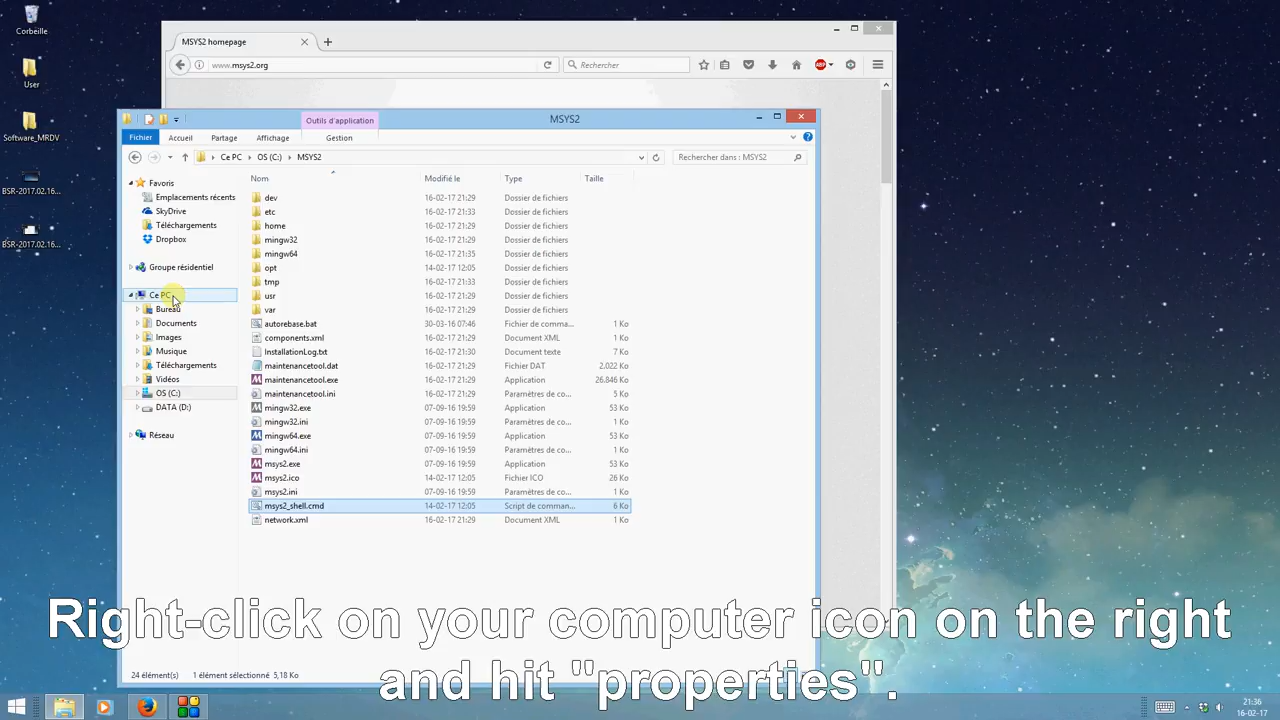 Corbeille
User
Software_MRDV
BSR-2017.02.16...
BSR-2017.02.16...
MSYS2 homepage
www.msys2.org
Rechercher
ABP
Outils d'application
MSYS2
Fichier
Accueil
Partage
Affichage
Gestion
Ce PC
OS (C:)
MSYS2
Rechercher dans : MSYS2
Nom
Modifié le
Type
Taille
Favoris
Emplacements récents
SkyDrive
Téléchargements
Dropbox
Groupe résidentiel
Ce PC
Bureau
Documents
Images
Musique
Téléchargements
Vidéos
OS (C:)
DATA (D:)
Réseau
dev 16-02-17 21:29 Dossier de fichiers
etc 16-02-17 21:33 Dossier de fichiers
home 16-02-17 21:29 Dossier de fichiers
mingw32 16-02-17 21:29 Dossier de fichiers
mingw64 16-02-17 21:35 Dossier de fichiers
opt 14-02-17 12:05 Dossier de fichiers
tmp 16-02-17 21:33 Dossier de fichiers
usr 16-02-17 21:29 Dossier de fichiers
var 16-02-17 21:29 Dossier de fichiers
autorebase.bat 30-03-16 07:46 Fichier de comma... 1 Ko
components.xml 16-02-17 21:29 Document XML 1 Ko
InstallationLog.txt 16-02-17 21:30 Document texte 7 Ko
maintenancetool.dat 16-02-17 21:29 Fichier DAT 2.022 Ko
maintenancetool.exe 16-02-17 21:29 Application 26.846 Ko
maintenancetool.ini 16-02-17 21:29 Paramètres de co... 5 Ko
mingw32.exe 07-09-16 19:59 Application 53 Ko
mingw32.ini 07-09-16 19:59 Paramètres de co... 1 Ko
mingw64.exe 07-09-16 19:59 Application 53 Ko
mingw64.ini 07-09-16 19:59 Paramètres de co... 1 Ko
msys2.exe 07-09-16 19:59 Application 53 Ko
msys2.ico 14-02-17 12:05 Fichier ICO 26 Ko
msys2.ini 07-09-16 19:59 Paramètres de co... 1 Ko
msys2_shell.cmd 14-02-17 12:05 Script de comman... 6 Ko
network.xml 16-02-17 21:29 Document XML 1 Ko
Right-click on your computer icon on the right
and hit "properties".
24 élément(s) 1 élément sélectionné 5,18 Ko
21:36
16-02-17